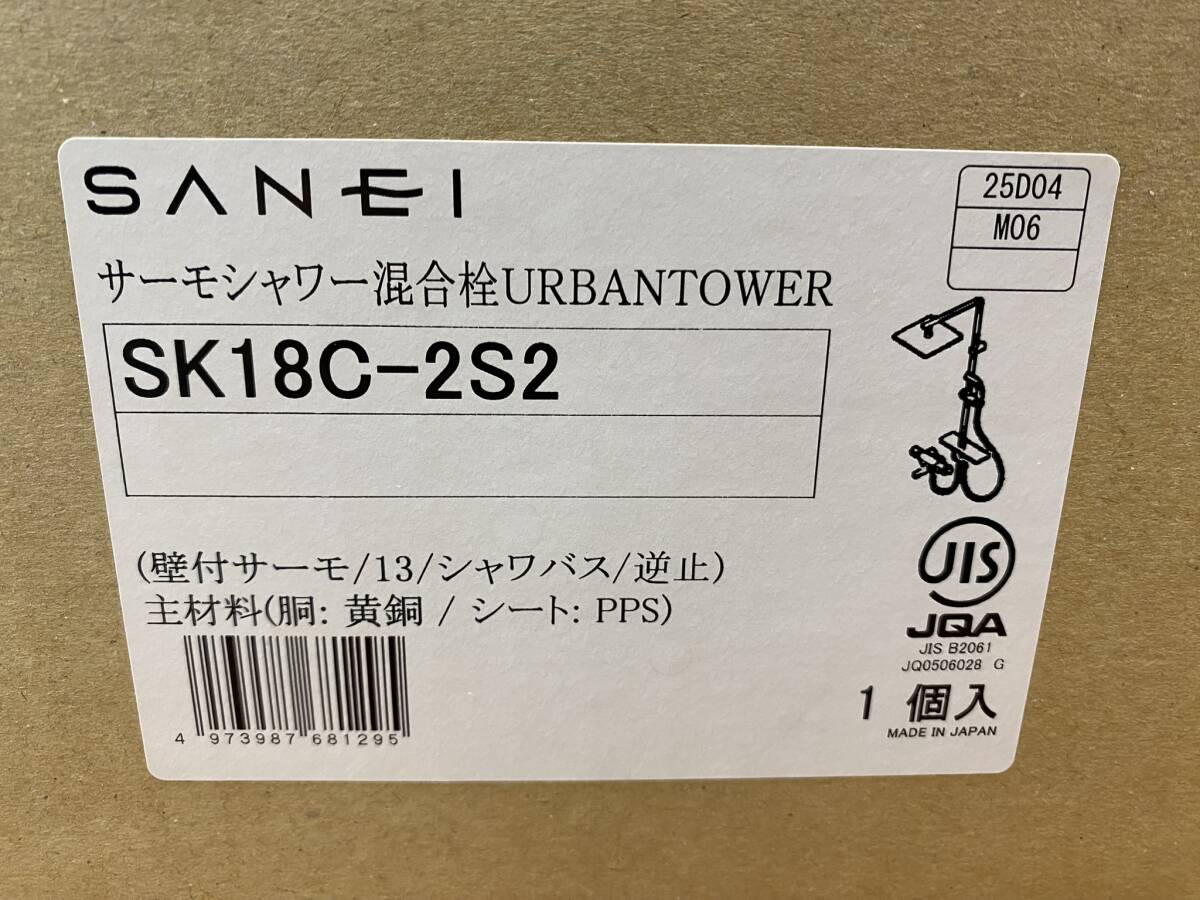 SANEI
25D04
M06
サーモシャワー混合栓URBANTOWER
SK18C-2S2
(壁付サーモ/13/シャワバス/逆止)
主材料(胴: 黄銅 / シート: PPS)
JIS
JQA
JIS B2061
JQ0506028 G
1 個入
MADE IN JAPAN
4 973987 681295